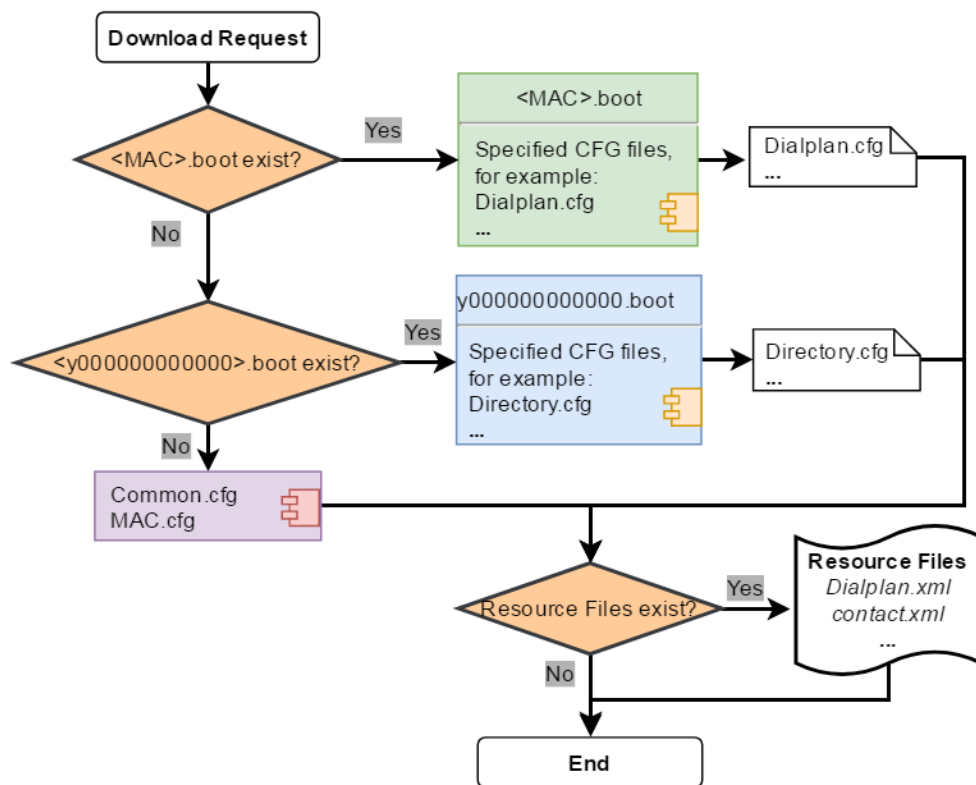 Download Request
<MAC>.boot exist?
Yes
<MAC>.boot
Specified CFG files,
for example:
Dialplan.cfg
...
Dialplan.cfg
...
No
<y000000000000>.boot exist?
Yes
y000000000000.boot
Specified CFG files,
for example:
Directory.cfg
...
Directory.cfg
...
No
Common.cfg
MAC.cfg
Resource Files exist?
Yes
Resource Files
Dialplan.xml
contact.xml
...
No
End